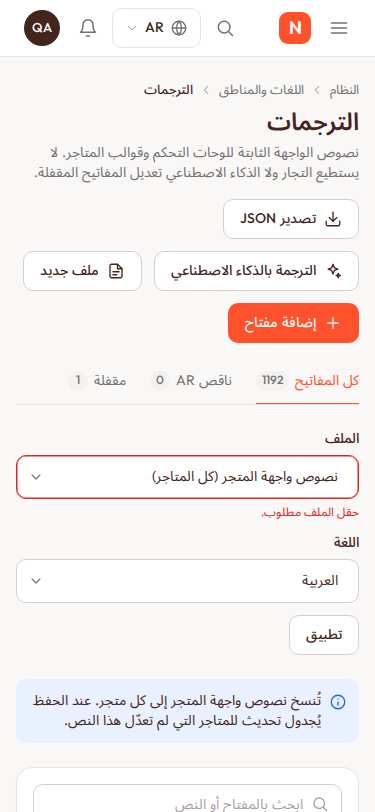 N
AR
QA
النظام > اللغات والمناطق > الترجمات
الترجمات
نصوص الواجهة الثابتة للوحات التحكم وقوالب المتاجر. لا
يستطيع التجار ولا الذكاء الاصطناعي تعديل المفاتيح المقفلة.
تصدير JSON
الترجمة بالذكاء الاصطناعي
ملف جديد
إضافة مفتاح
كل المفاتيح 1192
ناقص AR 0
مقفلة 1
الملف
نصوص واجهة المتجر (كل المتاجر)
حقل الملف مطلوب.
اللغة
العربية
تطبيق
تُنسخ نصوص واجهة المتجر إلى كل متجر. عند الحفظ
يُجدول تحديث للمتاجر التي لم تعدّل هذا النص.
ابحث بالمفتاح أو النص